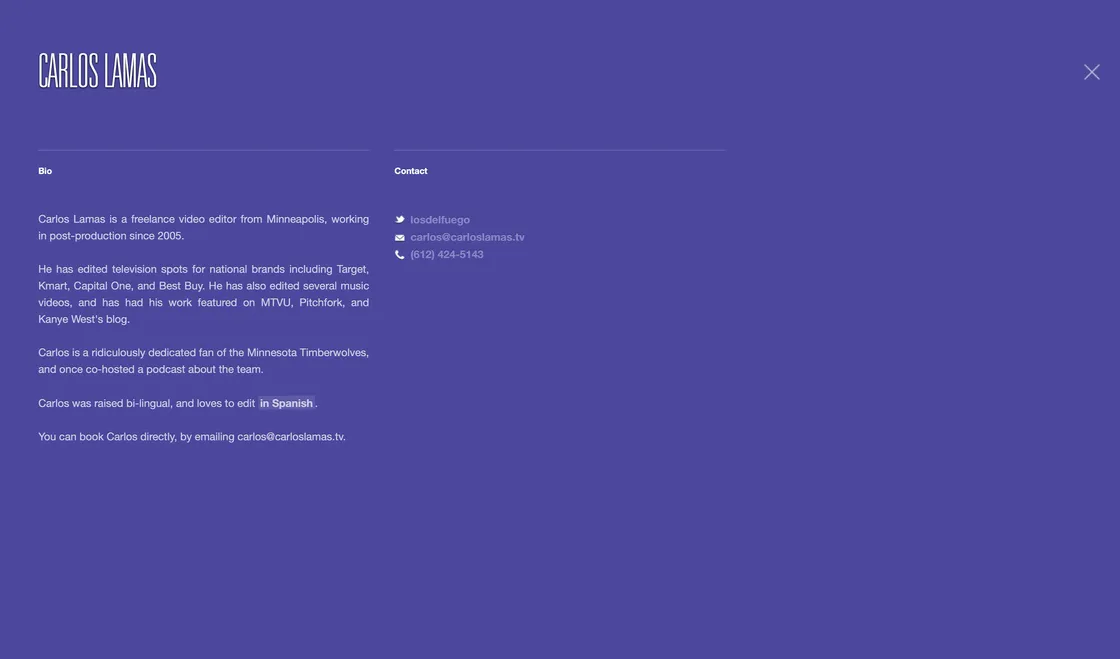 CARLOS LAMAS
Bio
Carlos Lamas is a freelance video editor from Minneapolis, working
in post-production since 2005.
He has edited television spots for national brands including Target,
Kmart, Capital One, and Best Buy. He has also edited several music
videos, and has had his work featured on MTVU, Pitchfork, and
Kanye West's blog.
Carlos is a ridiculously dedicated fan of the Minnesota Timberwolves,
and once co-hosted a podcast about the team.
Carlos was raised bi-lingual, and loves to edit in Spanish.
You can book Carlos directly, by emailing carlos@carloslamas.tv.
Contact
losdelfuego
carlos@carloslamas.tv
(612) 424-5143